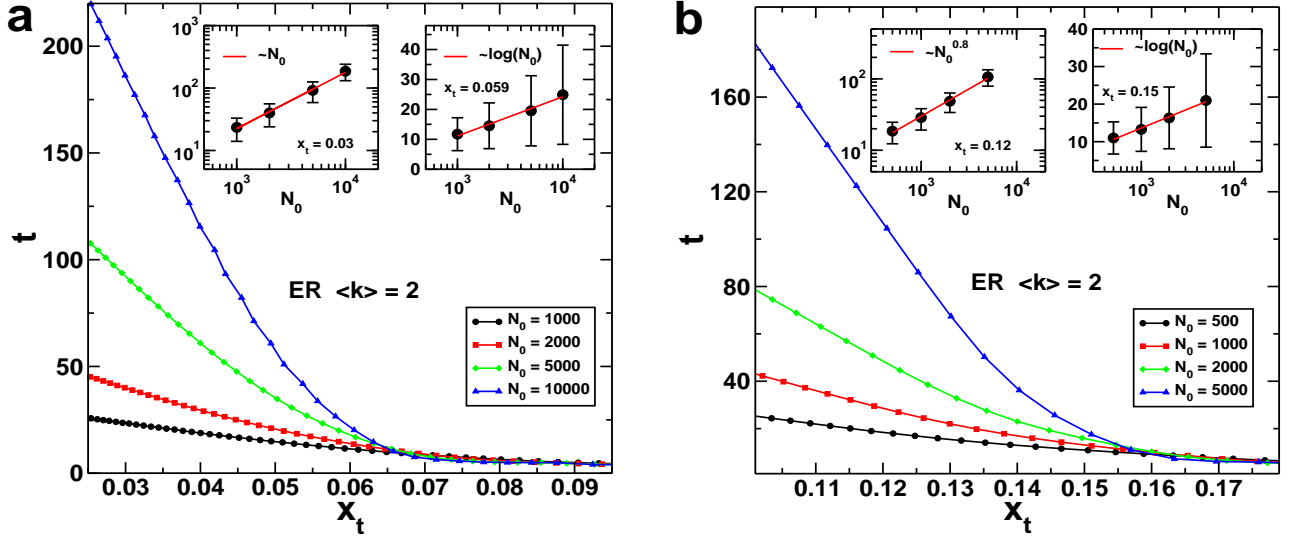 a
t
220
200
150
100
50
0
0.03 0.04 0.05 0.06 0.07 0.08 0.09
x_t
ER <k> = 2
N_0 = 1000
N_0 = 2000
N_0 = 5000
N_0 = 10000
10^3
10^2
10^1
~N_0
x_t = 0.03
10^3 10^4
N_0
50
40
30
20
10
0
~log(N_0)
x_t = 0.059
10^3 10^4
N_0
b
t
160
120
80
40
0.11 0.12 0.13 0.14 0.15 0.16 0.17
x_t
ER <k> = 2
N_0 = 500
N_0 = 1000
N_0 = 2000
N_0 = 5000
10^2
10^1
~N_0^0.8
x_t = 0.12
10^3 10^4
N_0
40
30
20
10
~log(N_0)
x_t = 0.15
10^3 10^4
N_0